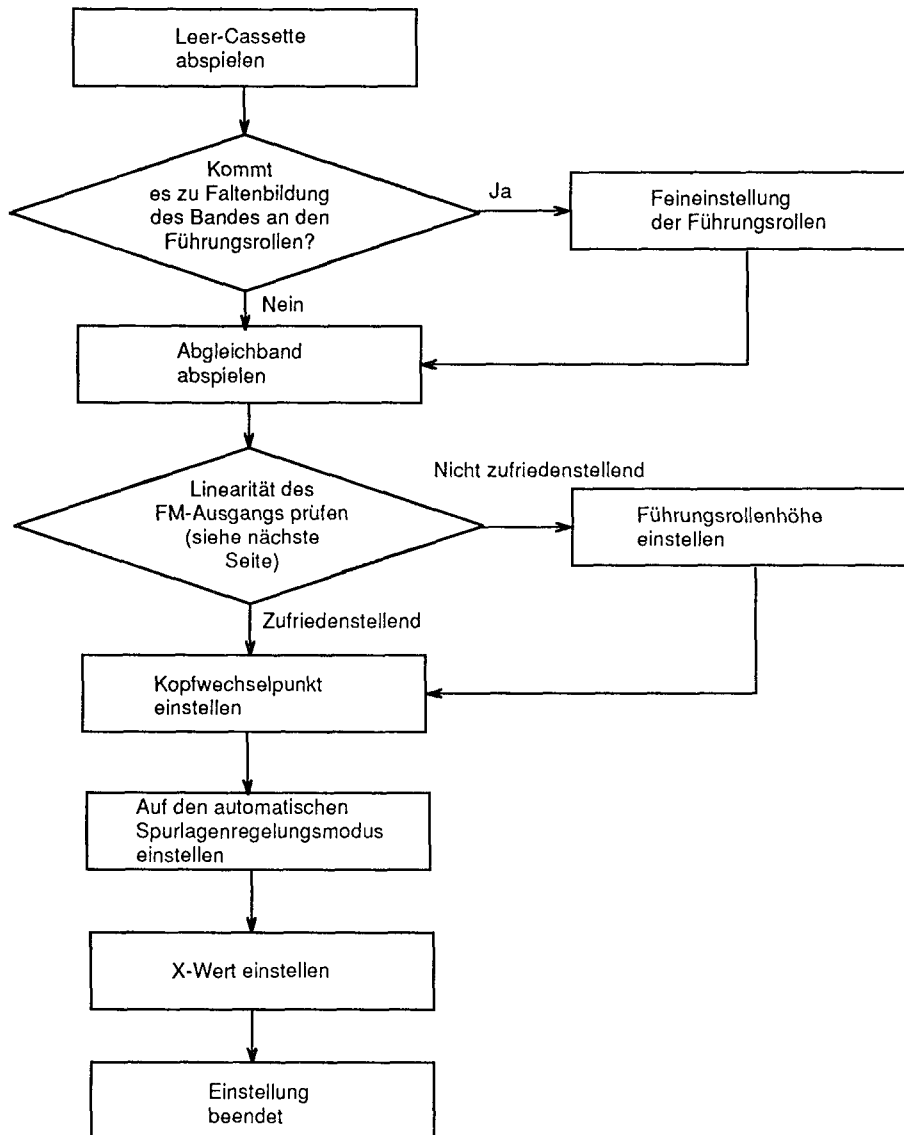 Leer-Cassette
abspielen
Kommt
es zu Faltenbildung
des Bandes an den
Führungsrollen?
Ja
Feineinstellung
der Führungsrollen
Nein
Abgleichband
abspielen
Linearität des
FM-Ausgangs prüfen
(siehe nächste
Seite)
Nicht zufriedenstellend
Führungsrollenhöhe
einstellen
Zufriedenstellend
Kopfwechselpunkt
einstellen
Auf den automatischen
Spurlagenregelungsmodus
einstellen
X-Wert einstellen
Einstellung
beendet